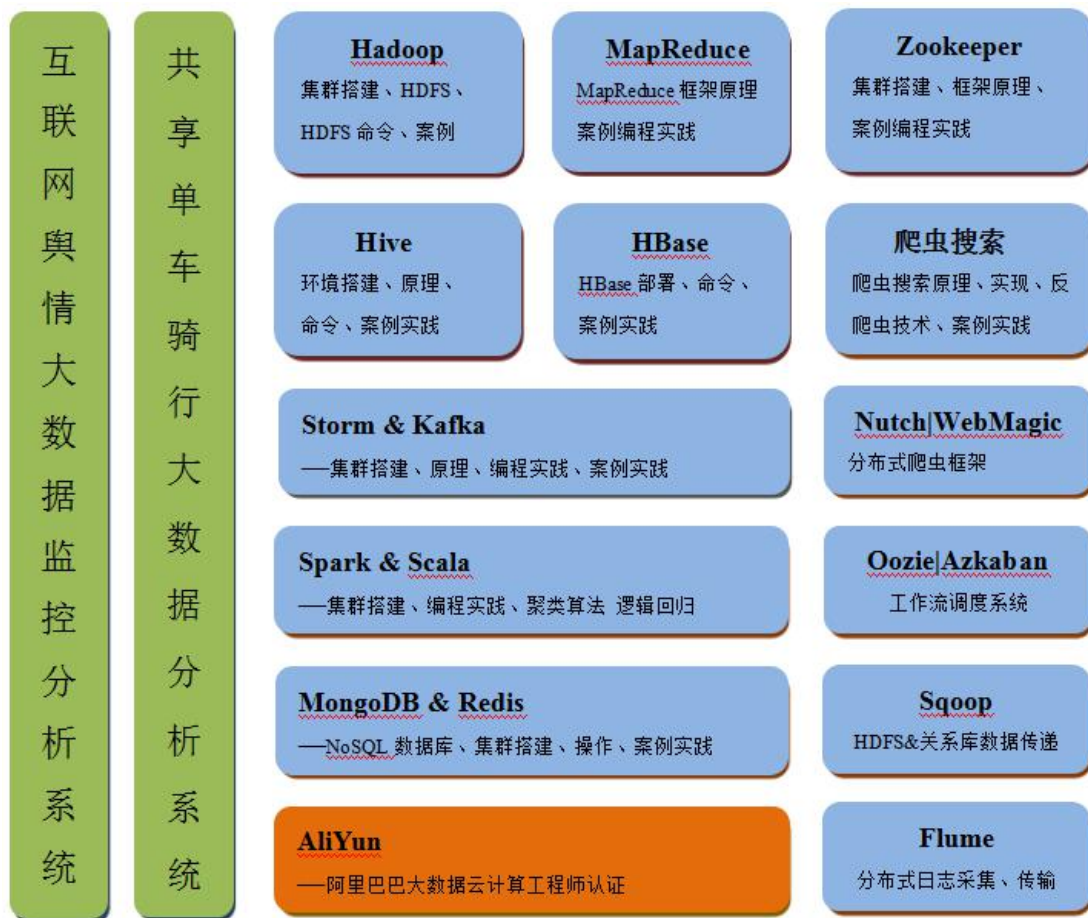 互联网舆情大数据监控分析系统
共享单车骑行大数据分析系统
Hadoop
集群搭建、HDFS、
HDFS 命令、案例
MapReduce
MapReduce 框架原理
案例编程实践
Zookeeper
集群搭建、框架原理、
案例编程实践
Hive
环境搭建、原理、
命令、案例实践
HBase
HBase 部署、命令、
案例实践
爬虫搜索
爬虫搜索原理、实现、反
爬虫技术、案例实践
Storm & Kafka
──集群搭建、原理、编程实践、案例实践
Nutch|WebMagic
分布式爬虫框架
Spark & Scala
──集群搭建、编程实践、聚类算法 逻辑回归
Oozie|Azkaban
工作流调度系统
MongoDB & Redis
──NoSQL 数据库、集群搭建、操作、案例实践
Sqoop
HDFS&关系库数据传递
AliYun
──阿里巴巴大数据云计算工程师认证
Flume
分布式日志采集、传输